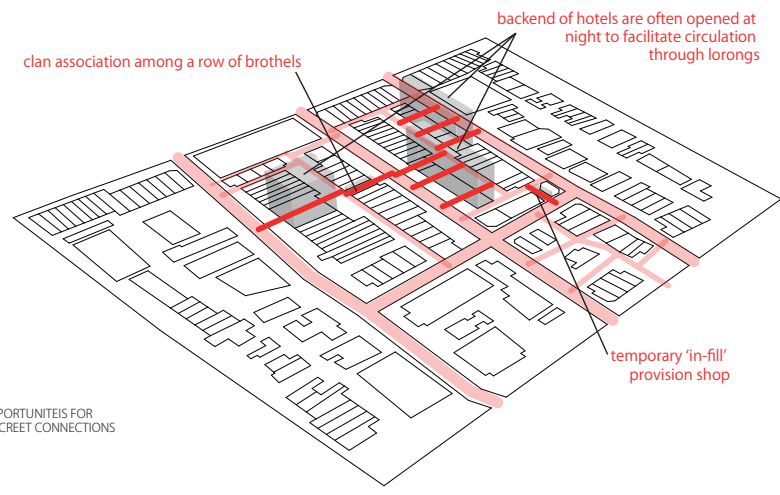 backend of hotels are often opened at
night to facilitate circulation
through lorongs
clan association among a row of brothels
temporary ‘in-fill’
provision shop
PORTUNITEIS FOR
CREET CONNECTIONS